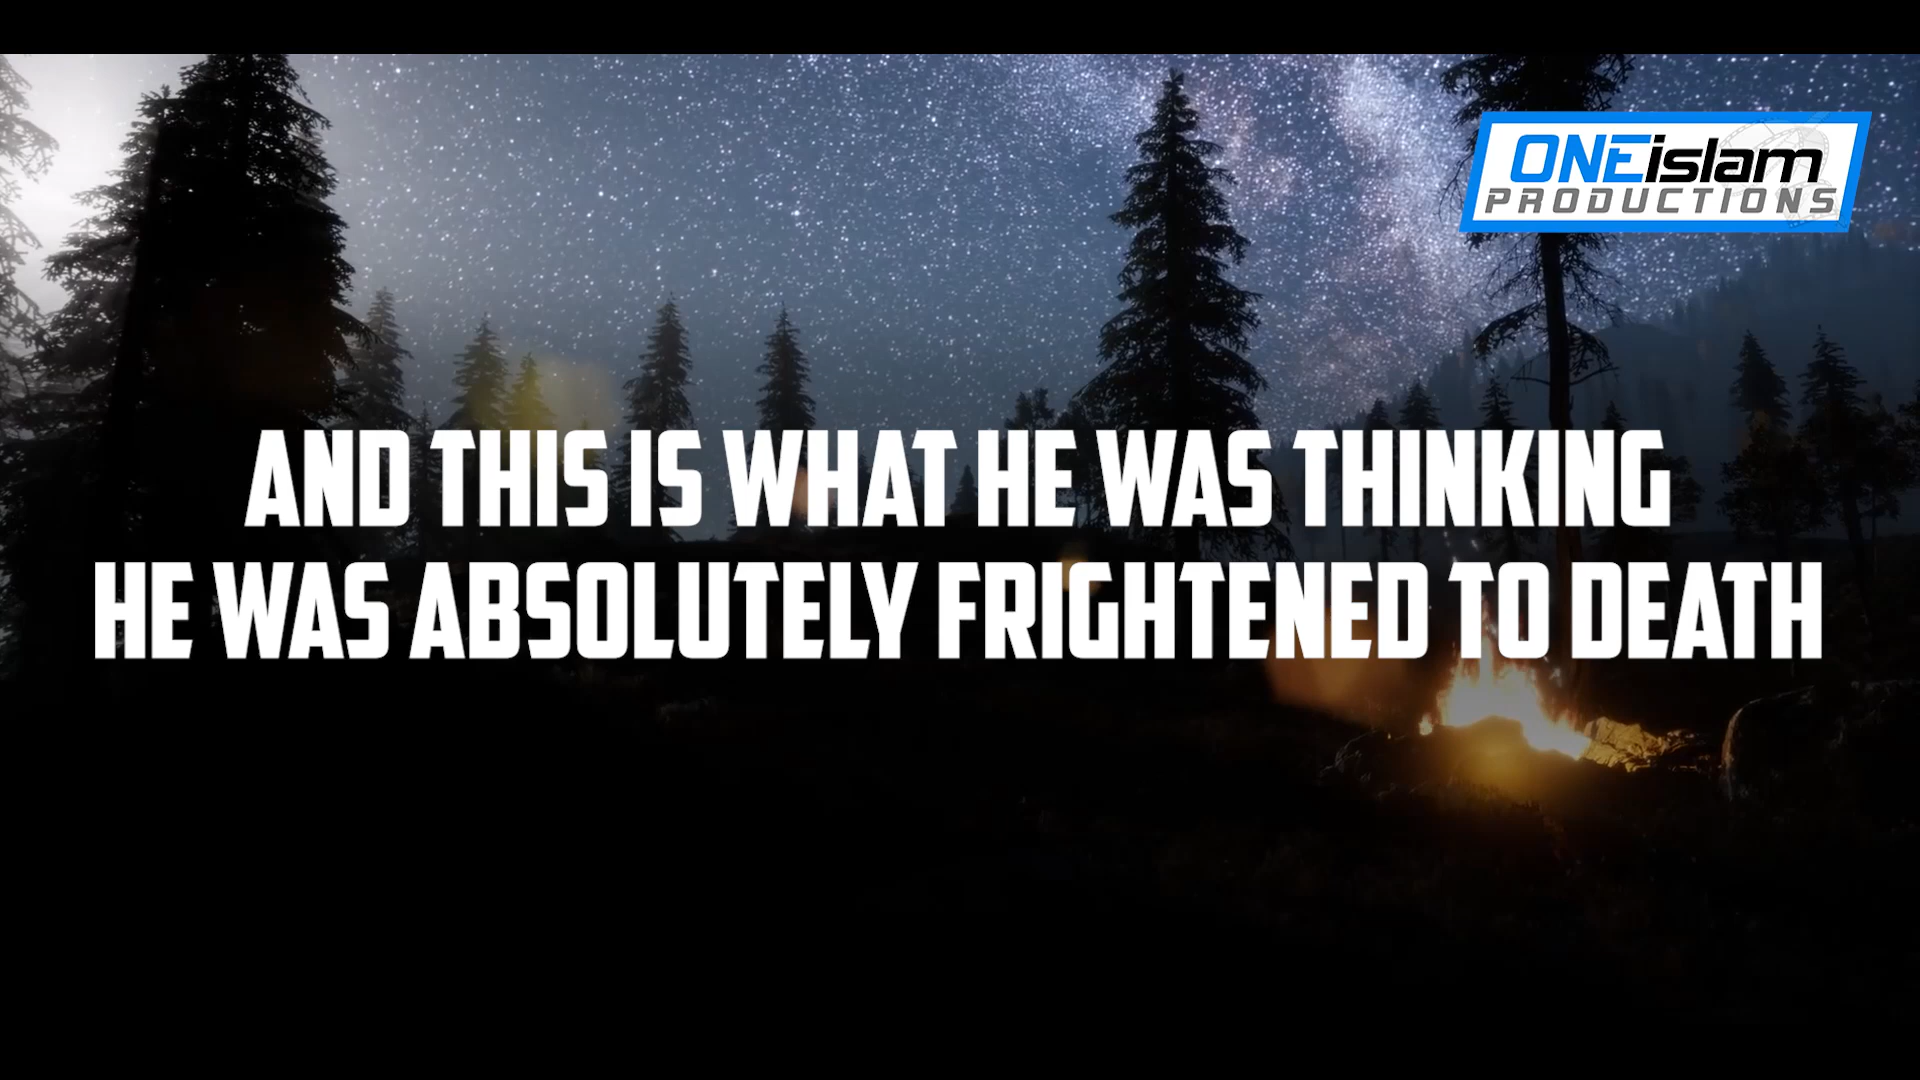 ONEislam
PRODUCTIONS
AND THIS IS WHAT HE WAS THINKING
HE WAS ABSOLUTELY FRIGHTENED TO DEATH